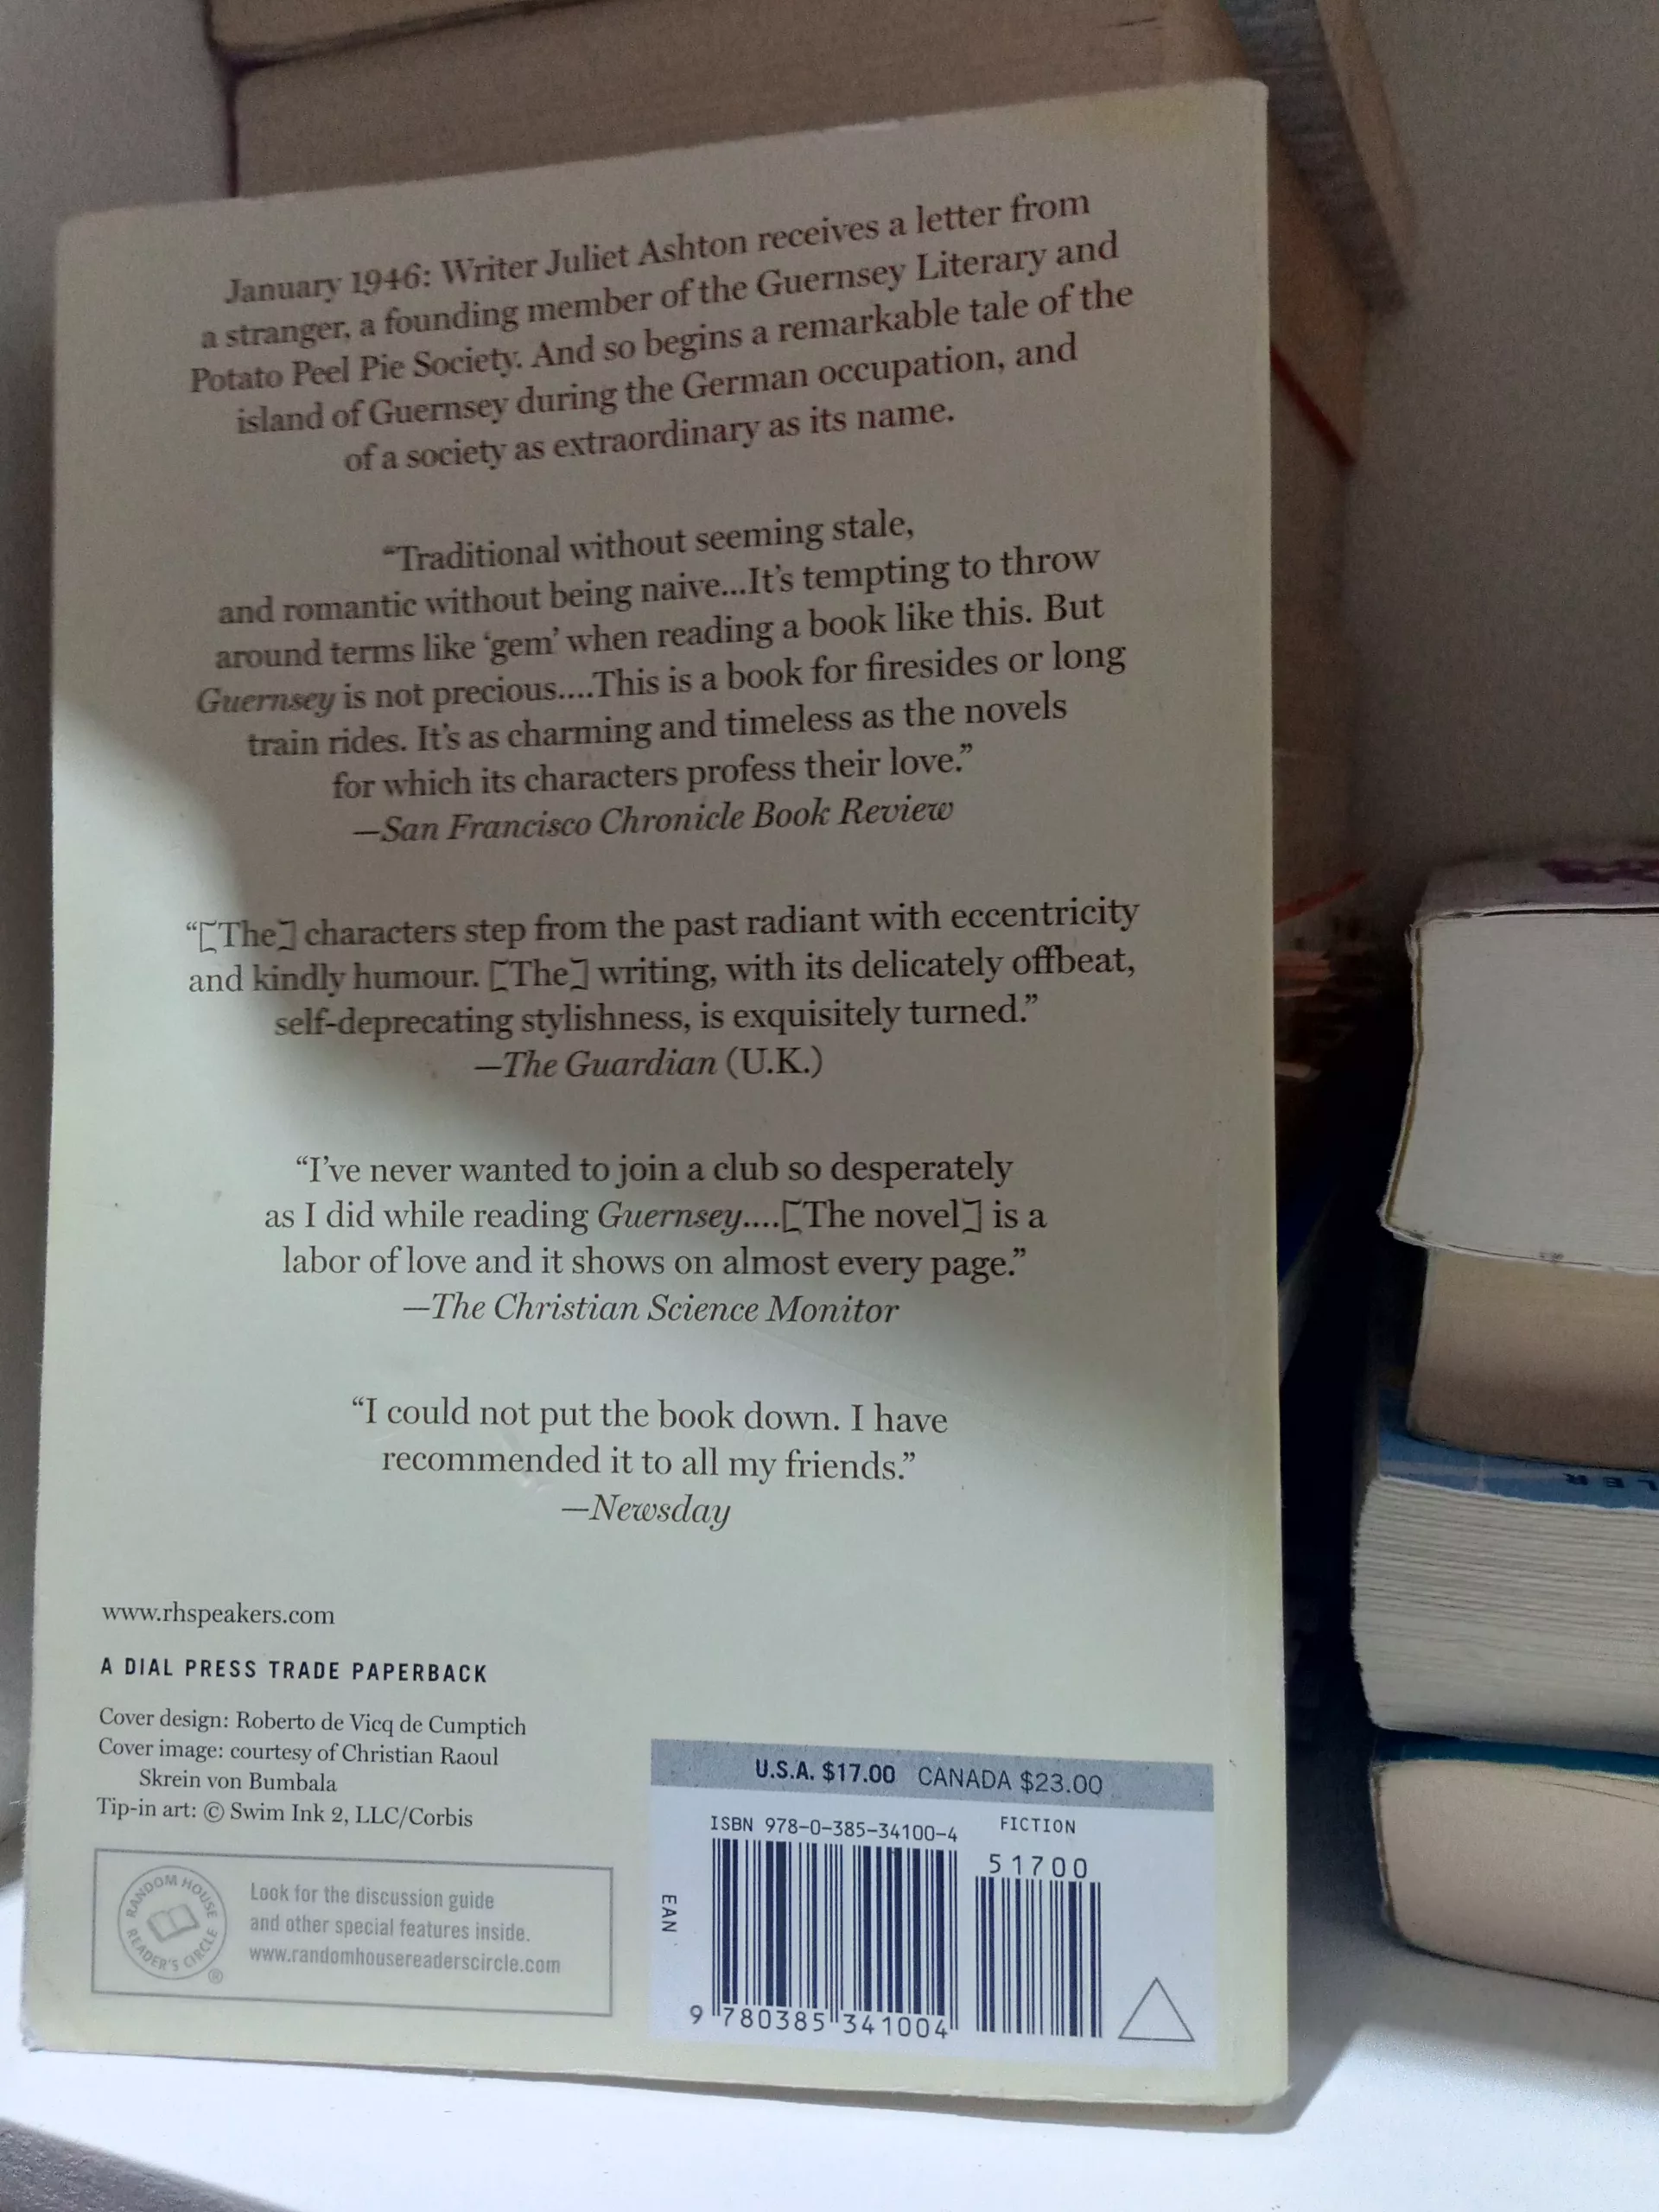 January 1946: Writer Juliet Ashton receives a letter from
a stranger, a founding member of the Guernsey Literary and
Potato Peel Pie Society. And so begins a remarkable tale of the
island of Guernsey during the German occupation, and
of a society as extraordinary as its name.
“Traditional without seeming stale,
and romantic without being naive...It’s tempting to throw
around terms like ‘gem’ when reading a book like this. But
Guernsey is not precious....This is a book for firesides or long
train rides. It’s as charming and timeless as the novels
for which its characters profess their love.”
—San Francisco Chronicle Book Review
“[The] characters step from the past radiant with eccentricity
and kindly humour. [The] writing, with its delicately offbeat,
self-deprecating stylishness, is exquisitely turned.”
—The Guardian (U.K.)
“I’ve never wanted to join a club so desperately
as I did while reading Guernsey....[The novel] is a
labor of love and it shows on almost every page.”
—The Christian Science Monitor
“I could not put the book down. I have
recommended it to all my friends.”
—Newsday
www.rhspeakers.com
A DIAL PRESS TRADE PAPERBACK
Cover design: Roberto de Vicq de Cumptich
Cover image: courtesy of Christian Raoul
Skrein von Bumbala
Tip-in art: © Swim Ink 2, LLC/Corbis
RANDOM HOUSE READER'S CIRCLE ®
Look for the discussion guide
and other special features inside.
www.randomhousereaderscircle.com
U.S.A. $17.00 CANADA $23.00
ISBN 978-0-385-34100-4 FICTION
51700
EAN
9 780385 341004